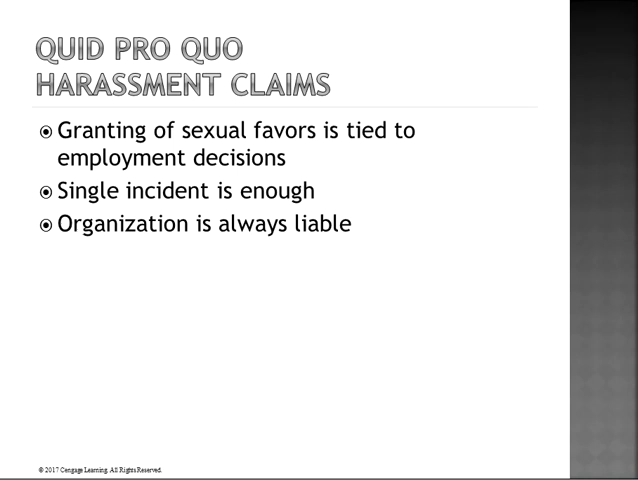 QUID PRO QUO
HARASSMENT CLAIMS
Granting of sexual favors is tied to
employment decisions
Single incident is enough
Organization is always liable
© 2017 Cengage Learning. All Rights Reserved.